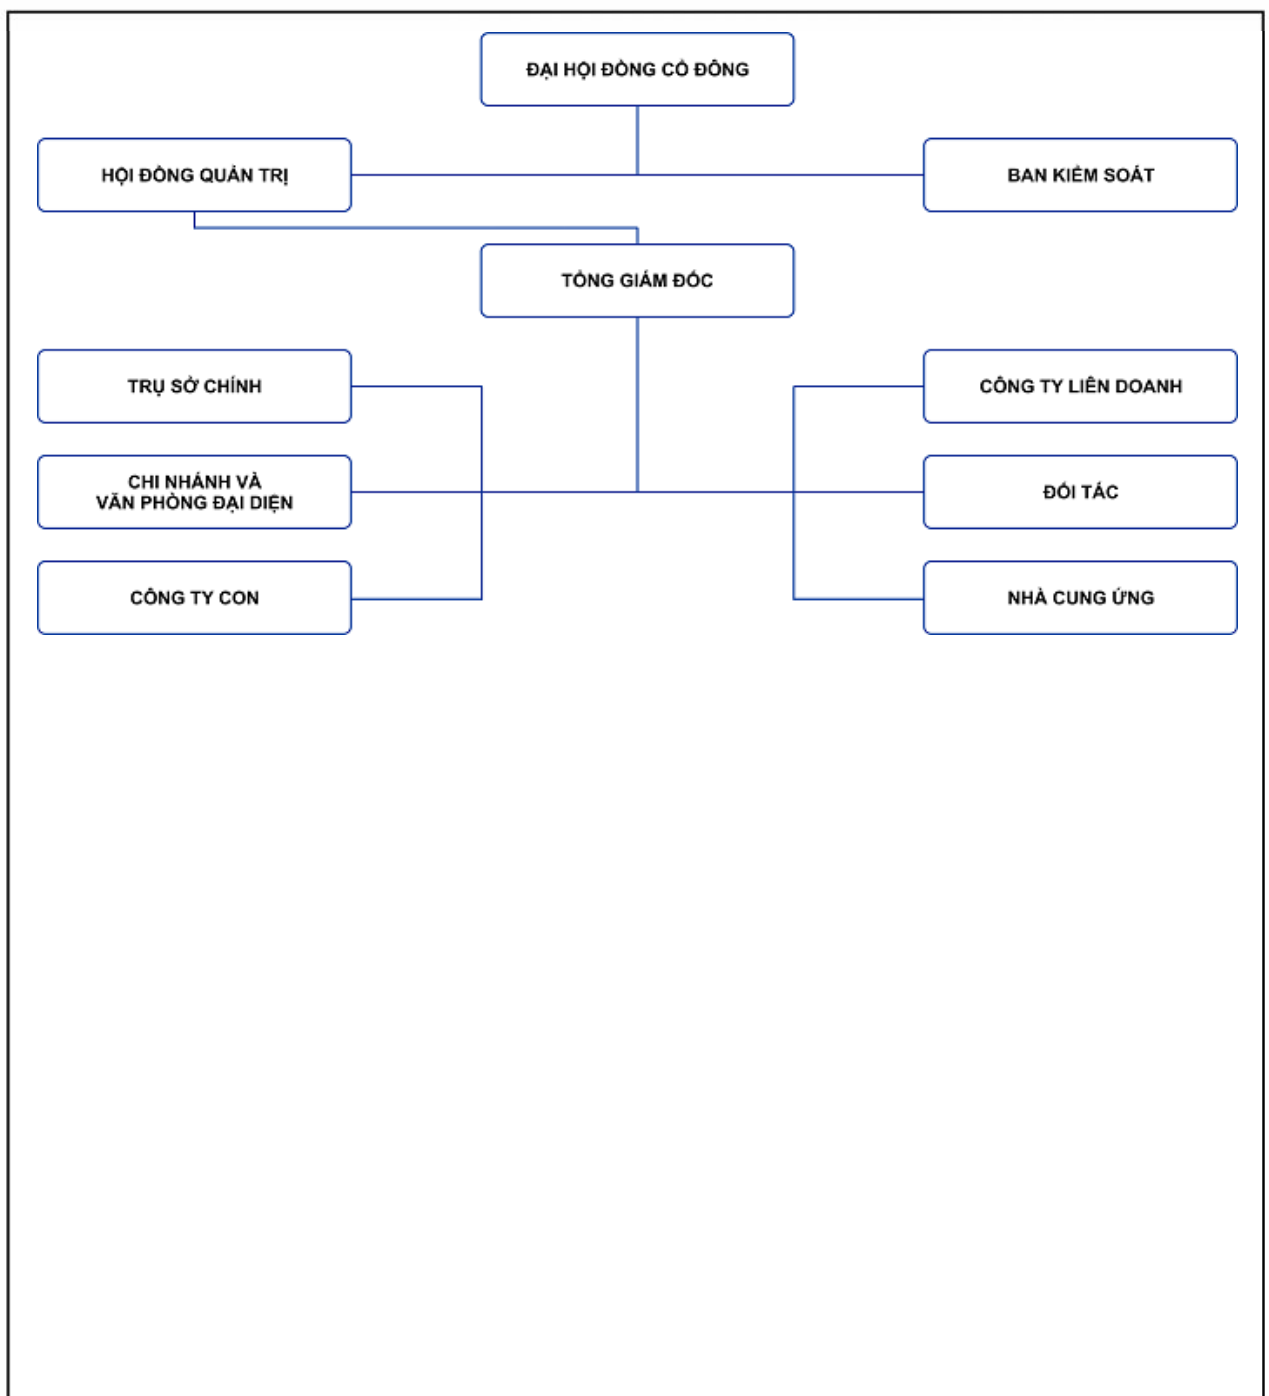 ĐẠI HỘI ĐỒNG CỔ ĐÔNG
HỘI ĐỒNG QUẢN TRỊ
BAN KIỂM SOÁT
TỔNG GIÁM ĐỐC
TRỤ SỞ CHÍNH
CÔNG TY LIÊN DOANH
CHI NHÁNH VÀ
VĂN PHÒNG ĐẠI DIỆN
ĐỐI TÁC
CÔNG TY CON
NHÀ CUNG ỨNG